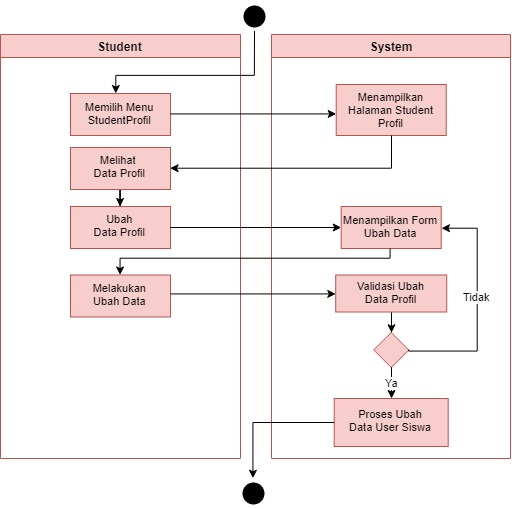 Student
System
Memilih Menu
StudentProfil
Menampilkan
Halaman Student
Profil
Melihat
Data Profil
Ubah
Data Profil
Menampilkan Form
Ubah Data
Melakukan
Ubah Data
Validasi Ubah
Data Profil
Tidak
Ya
Proses Ubah
Data User Siswa